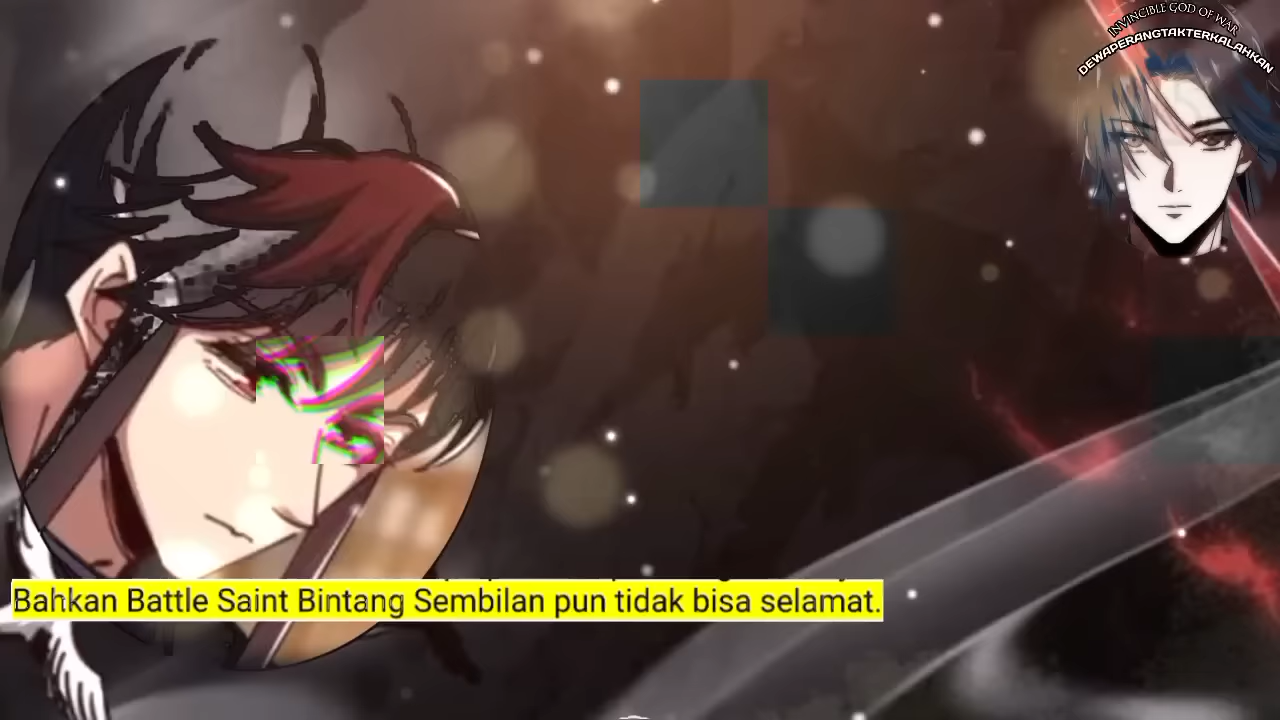 INVINCIBLE GOD OF WAR
DEWAPERANGTAKTERKALAHKAN
Bahkan Battle Saint Bintang Sembilan pun tidak bisa selamat.